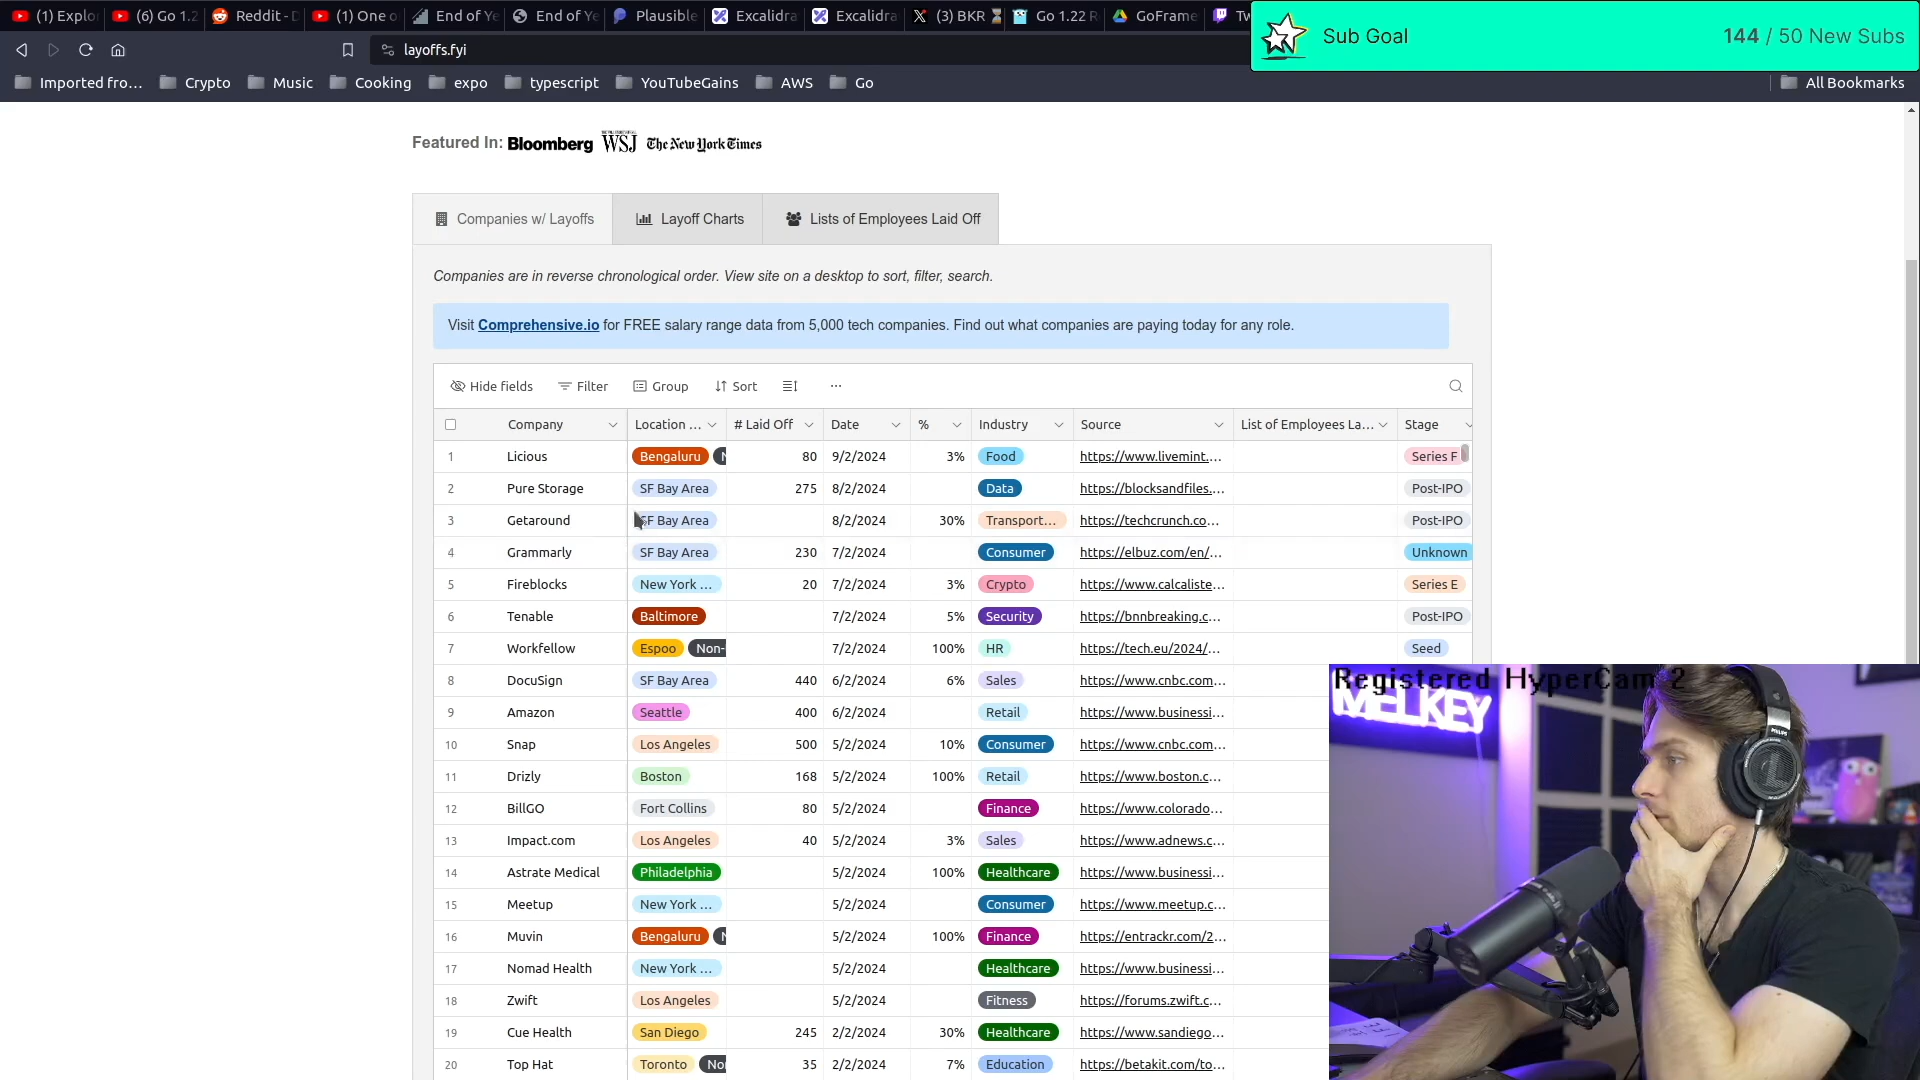 (1) Explo
(6) Go 1.2
Reddit - D
(1) One o
End of Ye
End of Ye
Plausible
Excalidra
Excalidra
(3) BKR
Go 1.22 R
GoFrame
Tw
Sub Goal
144 / 50 New Subs
layoffs.fyi
Imported fro...
Crypto
Music
Cooking
expo
typescript
YouTubeGains
AWS
Go
All Bookmarks
Featured In: Bloomberg WSJ The New York Times
Companies w/ Layoffs
Layoff Charts
Lists of Employees Laid Off
Companies are in reverse chronological order. View site on a desktop to sort, filter, search.
Visit Comprehensive.io for FREE salary range data from 5,000 tech companies. Find out what companies are paying today for any role.
Hide fields Filter Group Sort ...
Company Location ... # Laid Off Date % Industry Source List of Employees La... Stage
1 Licious Bengaluru N 80 9/2/2024 3% Food https://www.livemint.... Series F
2 Pure Storage SF Bay Area 275 8/2/2024 Data https://blocksandfiles.... Post-IPO
3 Getaround SF Bay Area 8/2/2024 30% Transport... https://techcrunch.co... Post-IPO
4 Grammarly SF Bay Area 230 7/2/2024 Consumer https://elbuz.com/en/... Unknown
5 Fireblocks New York ... 20 7/2/2024 3% Crypto https://www.calcaliste... Series E
6 Tenable Baltimore 7/2/2024 5% Security https://bnnbreaking.c... Post-IPO
7 Workfellow Espoo Non- 7/2/2024 100% HR https://tech.eu/2024/... Seed
8 DocuSign SF Bay Area 440 6/2/2024 6% Sales https://www.cnbc.com...
9 Amazon Seattle 400 6/2/2024 Retail https://www.businessi...
10 Snap Los Angeles 500 5/2/2024 10% Consumer https://www.cnbc.com...
11 Drizly Boston 168 5/2/2024 100% Retail https://www.boston.c...
12 BillGO Fort Collins 80 5/2/2024 Finance https://www.colorado...
13 Impact.com Los Angeles 40 5/2/2024 3% Sales https://www.adnews.c...
14 Astrate Medical Philadelphia 5/2/2024 100% Healthcare https://www.businessi...
15 Meetup New York ... 5/2/2024 Consumer https://www.meetup.c...
16 Muvin Bengaluru N 5/2/2024 100% Finance https://entrackr.com/2...
17 Nomad Health New York ... 5/2/2024 Healthcare https://www.businessi...
18 Zwift Los Angeles 5/2/2024 Fitness https://forums.zwift.c...
19 Cue Health San Diego 245 2/2/2024 30% Healthcare https://www.sandiego...
20 Top Hat Toronto No 35 2/2/2024 7% Education https://betakit.com/to...
Registered HyperCam 2
MELKEY
PHILIPS